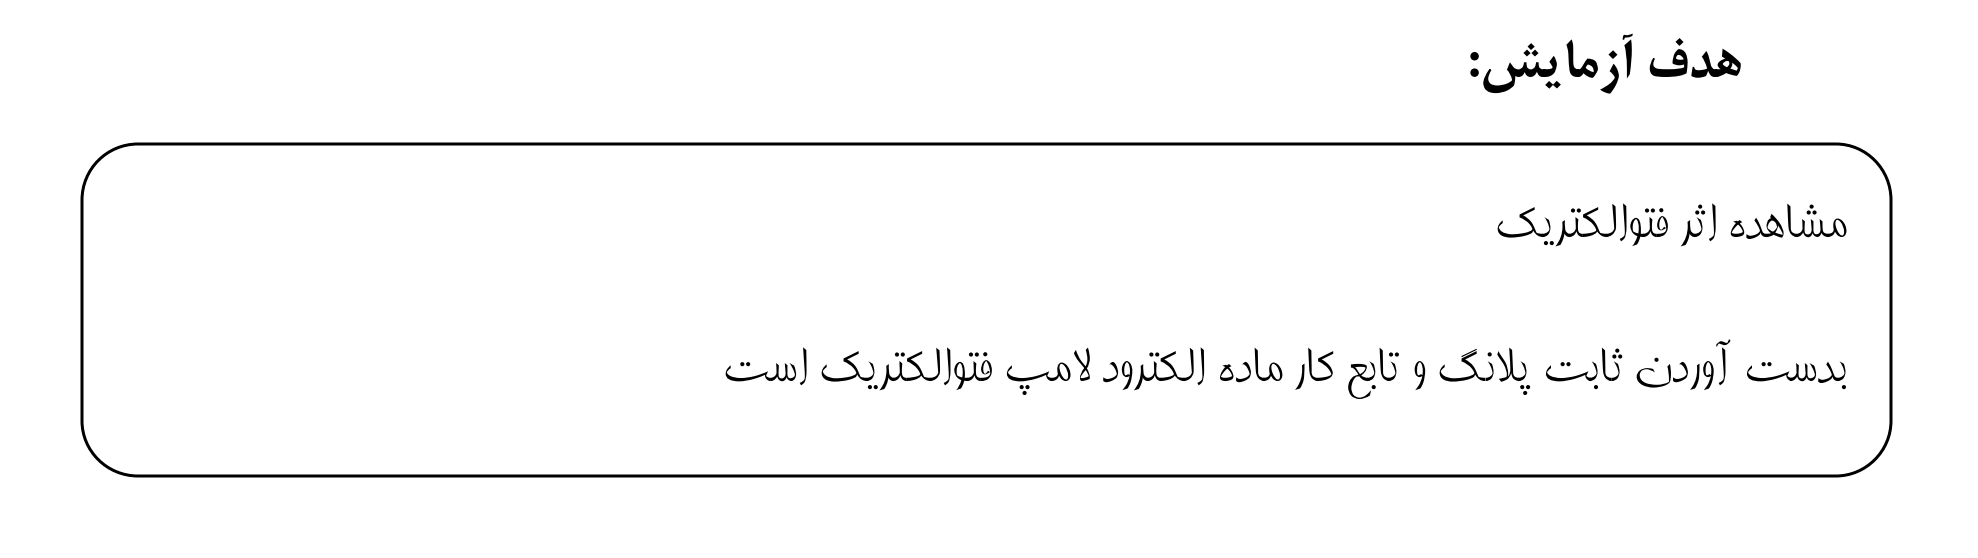 هدف آزمایش:
مشاهده اثر فتوالکتریک
بدست آوردن ثابت پلانگ و تابع کار ماده الکترود لامپ فتوالکتریک است